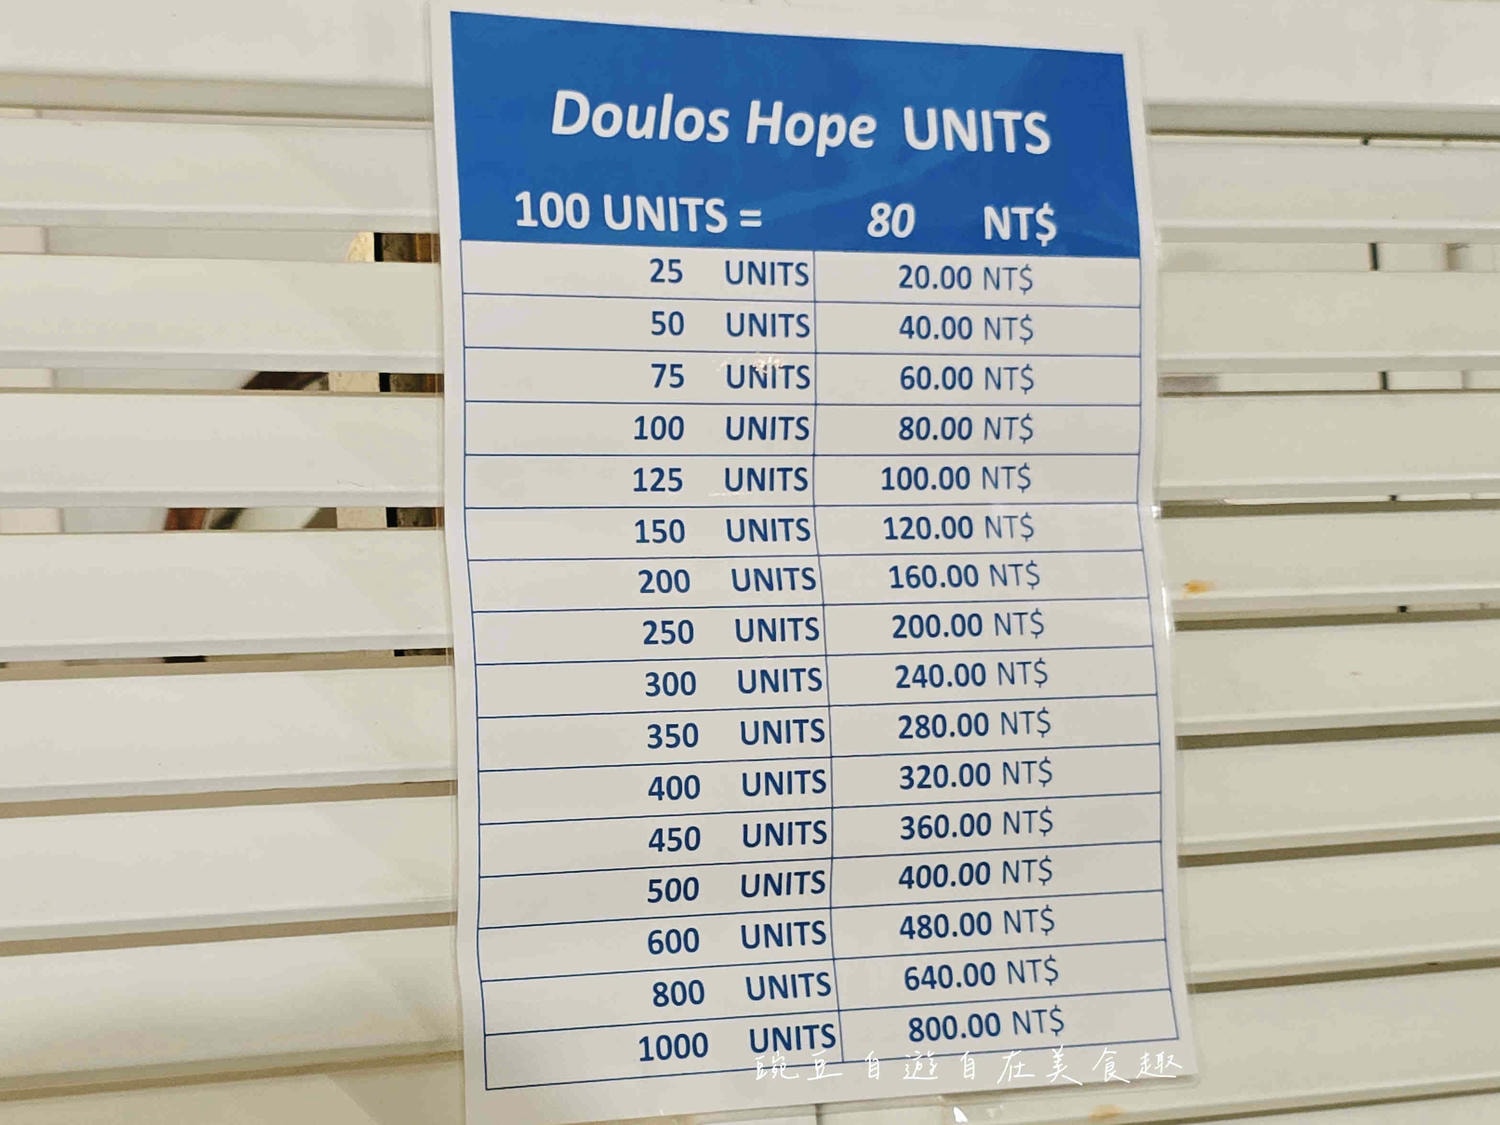 Doulos Hope UNITS
100 UNITS = 80 NT$
25 UNITS 20.00 NT$
50 UNITS 40.00 NT$
75 UNITS 60.00 NT$
100 UNITS 80.00 NT$
125 UNITS 100.00 NT$
150 UNITS 120.00 NT$
200 UNITS 160.00 NT$
250 UNITS 200.00 NT$
300 UNITS 240.00 NT$
350 UNITS 280.00 NT$
400 UNITS 320.00 NT$
450 UNITS 360.00 NT$
500 UNITS 400.00 NT$
600 UNITS 480.00 NT$
800 UNITS 640.00 NT$
1000 UNITS 800.00 NT$
豌豆自遊自在美食趣